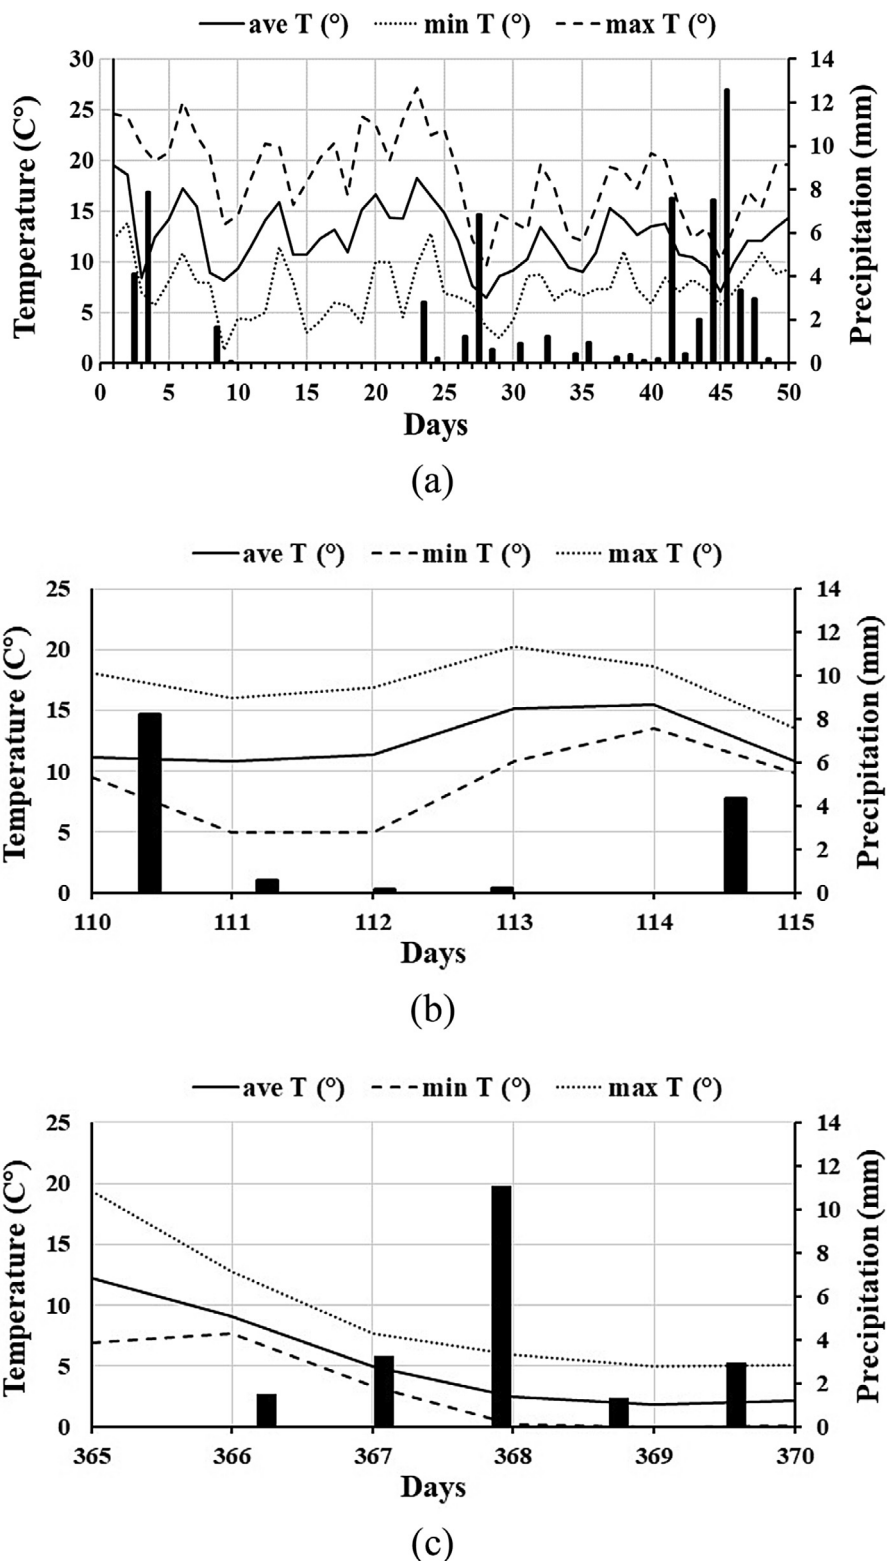 ave T (°) min T (°) max T (°)
30 14
25 12
20 10
15 8
10 6
5 4
0 2
0
Temperature (C°)
Precipitation (mm)
0 5 10 15 20 25 30 35 40 45 50
Days
(a)
ave T (°) min T (°) max T (°)
25 14
20 12
15 10
10 8
5 6
0 4
2
0
Temperature (C°)
Precipitation (mm)
110 111 112 113 114 115
Days
(b)
ave T (°) min T (°) max T (°)
25 14
20 12
15 10
10 8
5 6
0 4
2
0
Temperature (C°)
Precipitation (mm)
365 366 367 368 369 370
Days
(c)